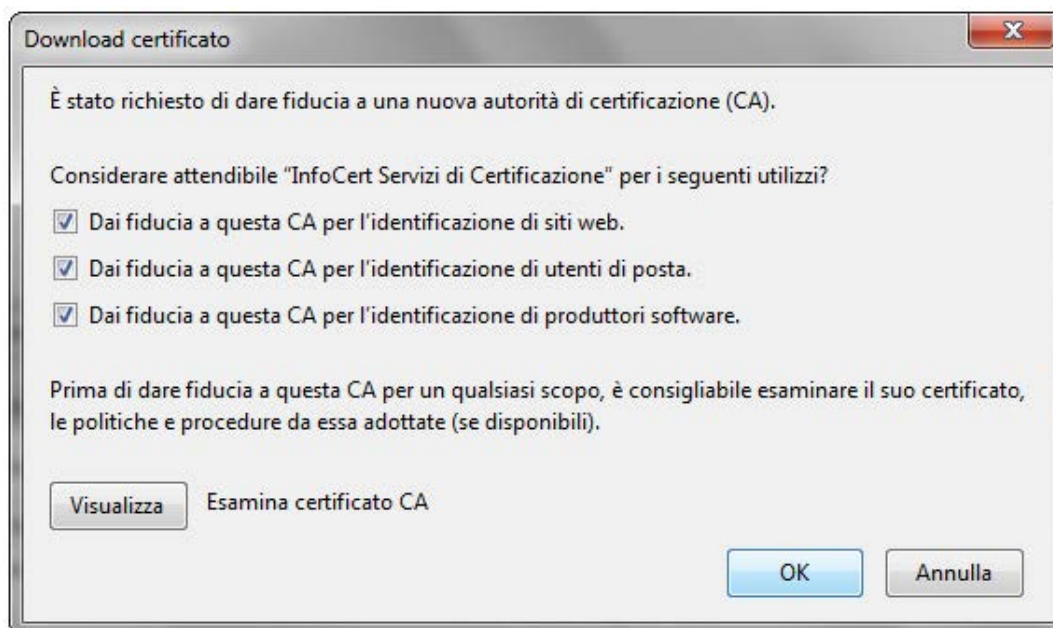 Download certificato
È stato richiesto di dare fiducia a una nuova autorità di certificazione (CA).
Considerare attendibile “InfoCert Servizi di Certificazione” per i seguenti utilizzi?
Dai fiducia a questa CA per l'identificazione di siti web.
Dai fiducia a questa CA per l'identificazione di utenti di posta.
Dai fiducia a questa CA per l'identificazione di produttori software.
Prima di dare fiducia a questa CA per un qualsiasi scopo, è consigliabile esaminare il suo certificato,
le politiche e procedure da essa adottate (se disponibili).
Visualizza Esamina certificato CA
OK Annulla